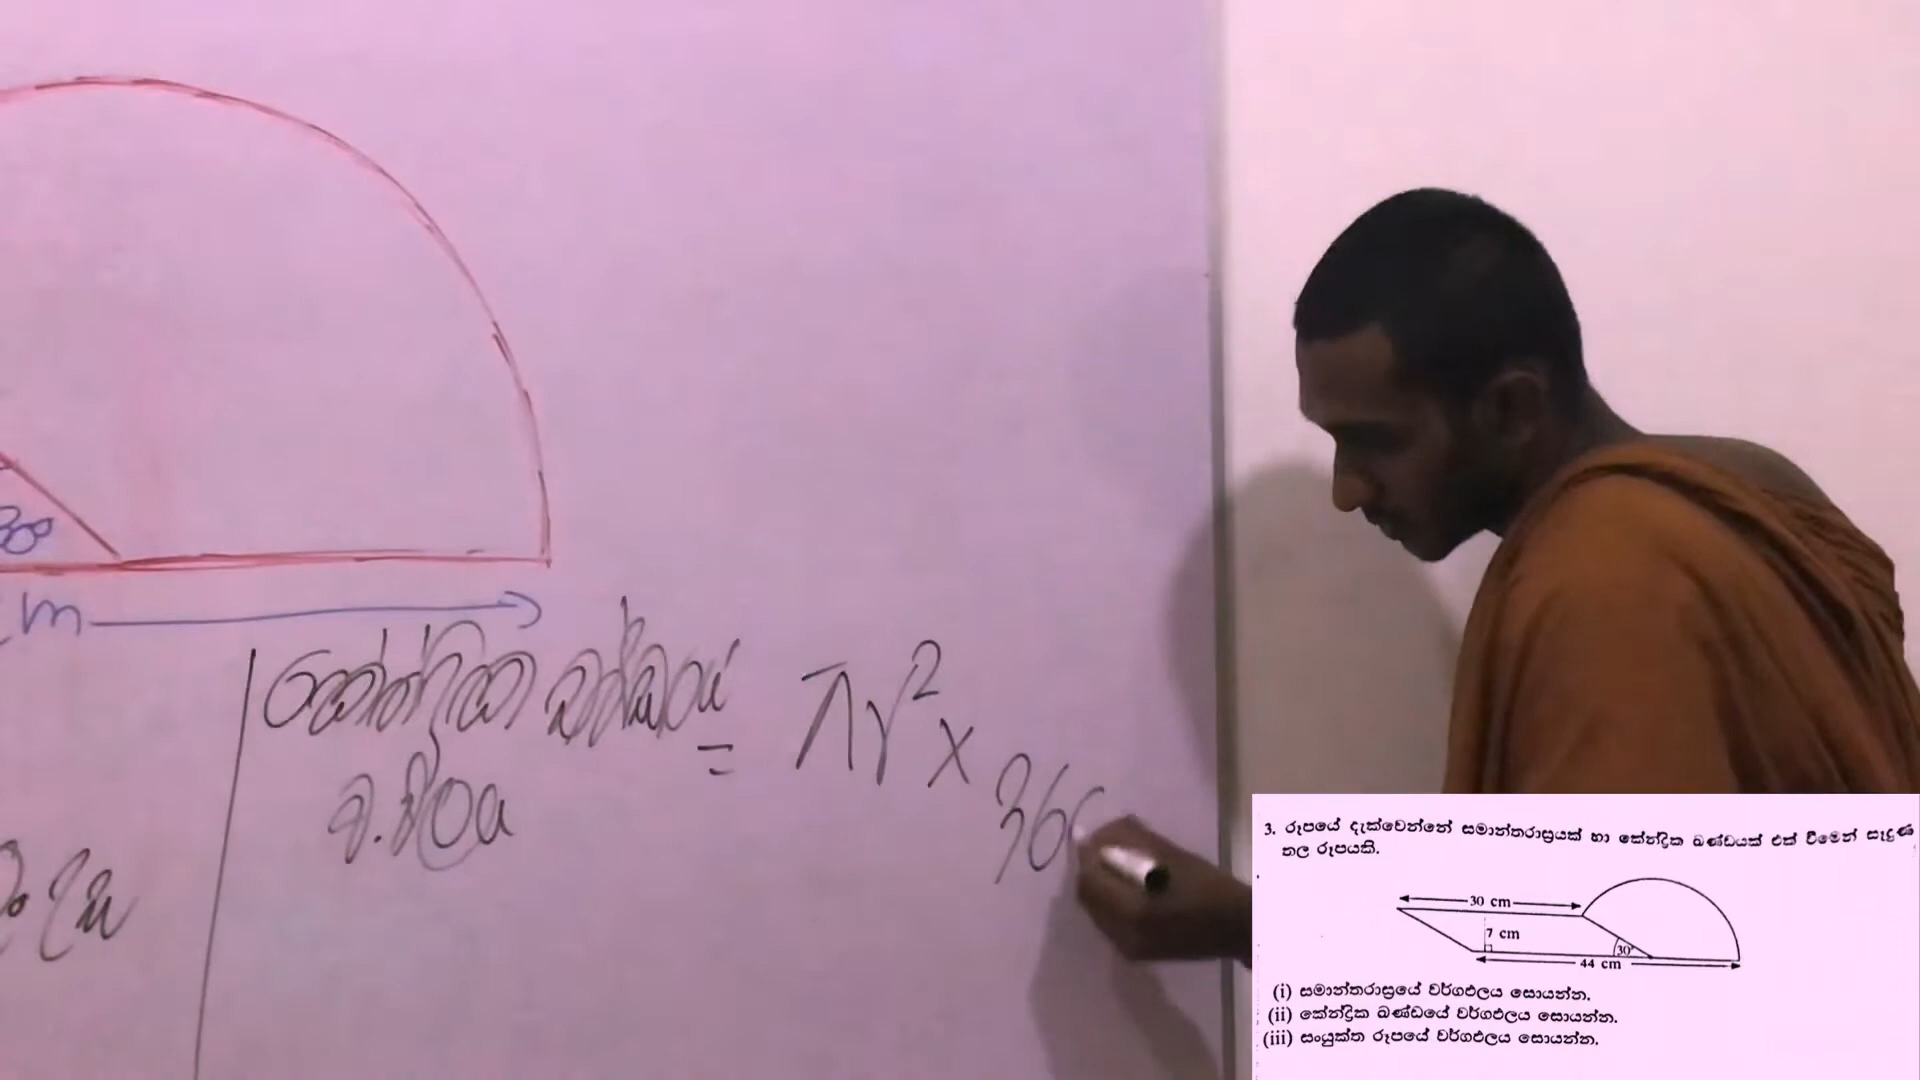 30°
cm
කේන්ද්‍රික ඛණ්ඩයේ
ව.ඵලය
= πr² × 360
3. රූපයේ දැක්වෙන්නේ සමාන්තරාස්‍රයක් හා කේන්ද්‍රික ඛණ්ඩයක් එක් වීමෙන් සෑදුණ
තල රූපයකි.
30 cm
7 cm
30°
44 cm
(i) සමාන්තරාස්‍රයේ වර්ගඵලය සොයන්න.
(ii) කේන්ද්‍රික ඛණ්ඩයේ වර්ගඵලය සොයන්න.
(iii) සංයුක්ත රූපයේ වර්ගඵලය සොයන්න.